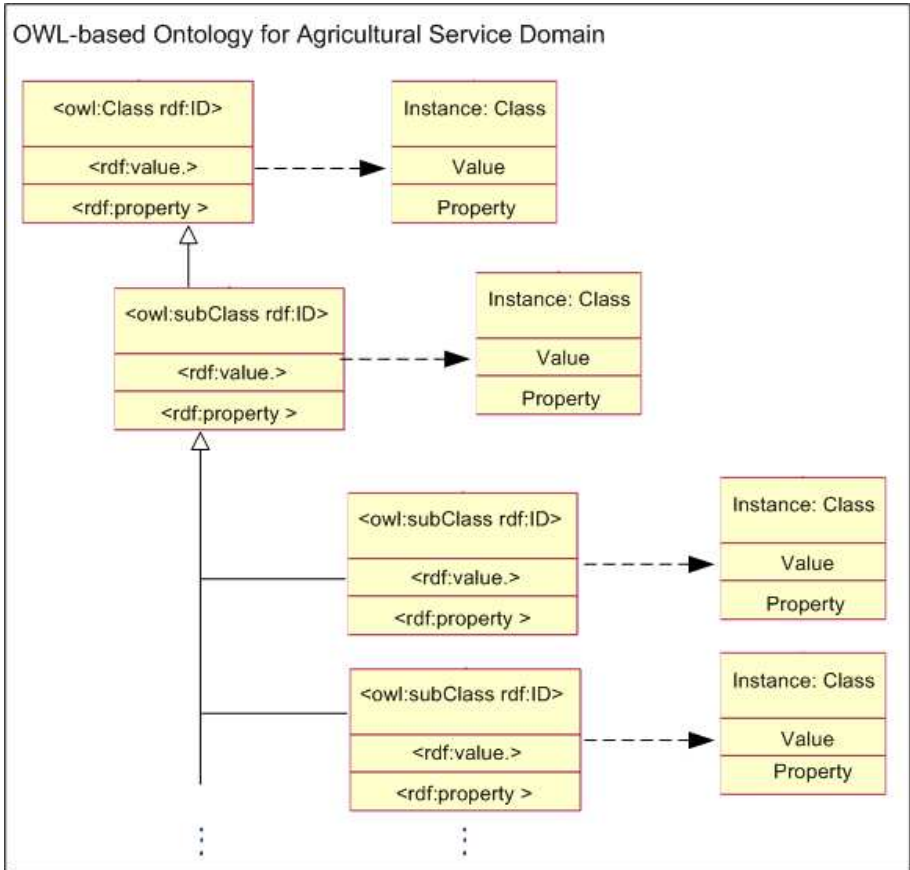 OWL-based Ontology for Agricultural Service Domain
<owl:Class rdf:ID>
<rdf:value.>
<rdf:property >
Instance: Class
Value
Property
<owl:subClass rdf:ID>
<rdf:value.>
<rdf:property >
Instance: Class
Value
Property
<owl:subClass rdf:ID>
<rdf:value.>
<rdf:property >
Instance: Class
Value
Property
<owl:subClass rdf:ID>
<rdf:value.>
<rdf:property >
Instance: Class
Value
Property